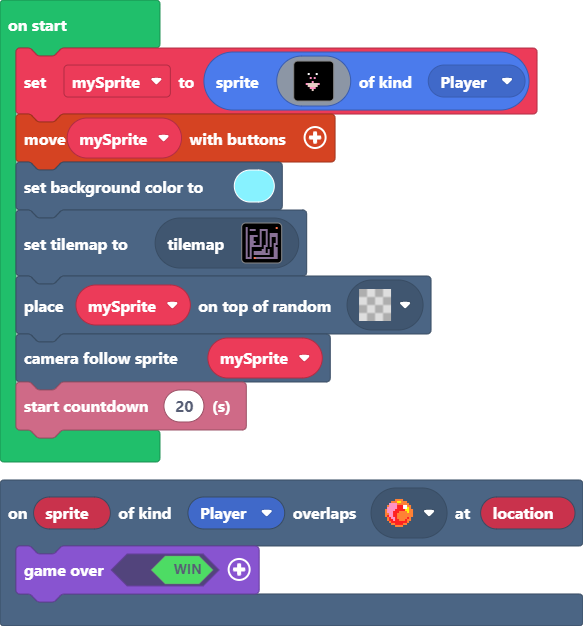 on start
set mySprite to sprite of kind Player
move mySprite with buttons
set background color to
set tilemap to tilemap
place mySprite on top of random
camera follow sprite mySprite
start countdown 20 (s)
on sprite of kind Player overlaps at location
game over WIN